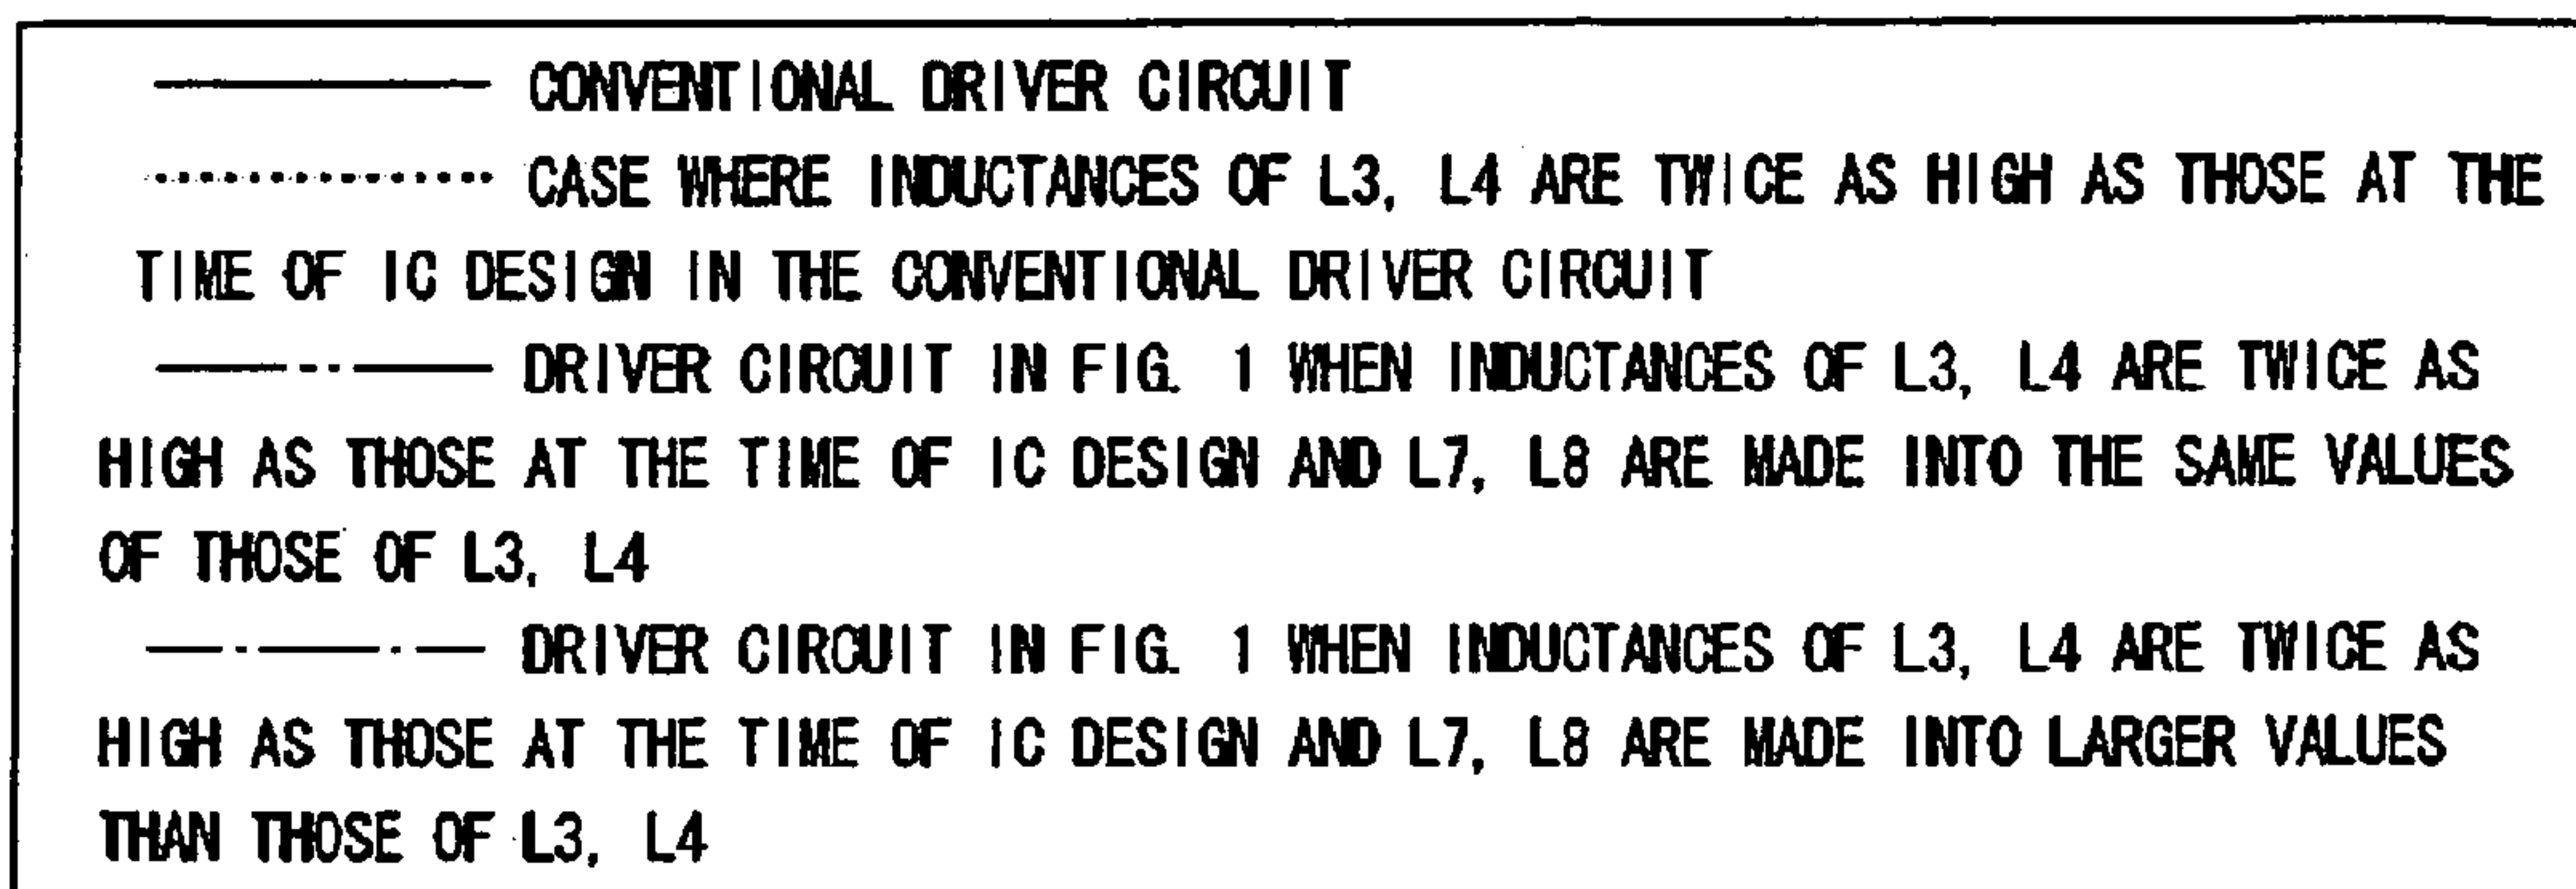 CONVENTIONAL DRIVER CIRCUIT
CASE WHERE INDUCTANCES OF L3, L4 ARE TWICE AS HIGH AS THOSE AT THE
TIME OF IC DESIGN IN THE CONVENTIONAL DRIVER CIRCUIT
DRIVER CIRCUIT IN FIG. 1 WHEN INDUCTANCES OF L3, L4 ARE TWICE AS
HIGH AS THOSE AT THE TIME OF IC DESIGN AND L7, L8 ARE MADE INTO THE SAME VALUES
OF THOSE OF L3, L4
DRIVER CIRCUIT IN FIG. 1 WHEN INDUCTANCES OF L3, L4 ARE TWICE AS
HIGH AS THOSE AT THE TIME OF IC DESIGN AND L7, L8 ARE MADE INTO LARGER VALUES
THAN THOSE OF L3, L4